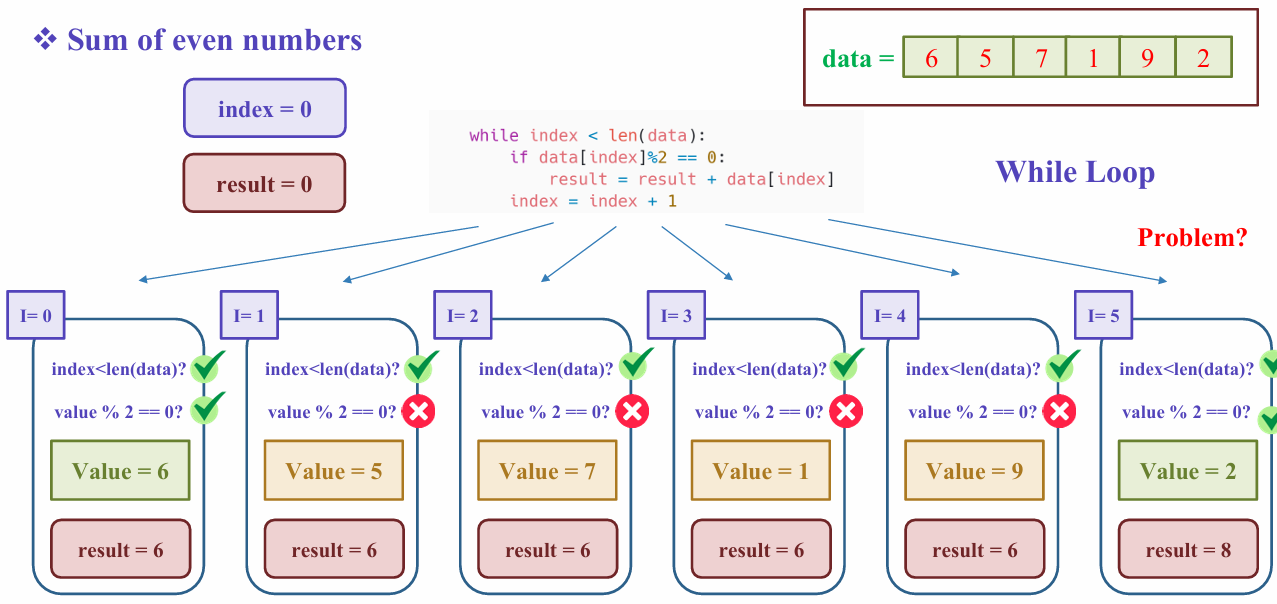 ❖ Sum of even numbers
data = 6 5 7 1 9 2
index = 0
result = 0
while index < len(data):
    if data[index]%2 == 0:
        result = result + data[index]
    index = index + 1
While Loop
Problem?
I= 0
index<len(data)?
value % 2 == 0?
Value = 6
result = 6
I= 1
index<len(data)?
value % 2 == 0?
Value = 5
result = 6
I= 2
index<len(data)?
value % 2 == 0?
Value = 7
result = 6
I= 3
index<len(data)?
value % 2 == 0?
Value = 1
result = 6
I= 4
index<len(data)?
value % 2 == 0?
Value = 9
result = 6
I= 5
index<len(data)?
value % 2 == 0?
Value = 2
result = 8